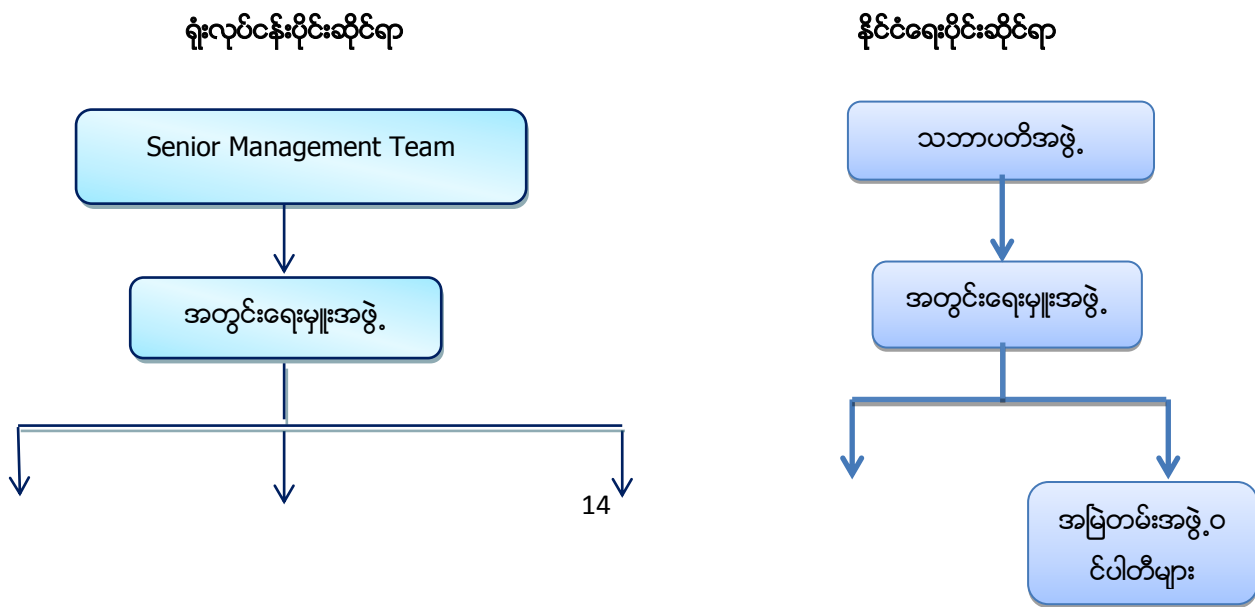 ရုံးလုပ်ငန်းပိုင်းဆိုင်ရာ
နိုင်ငံရေးပိုင်းဆိုင်ရာ
Senior Management Team
သဘာပတိအဖွဲ့
အတွင်းရေးမှူးအဖွဲ့
အတွင်းရေးမှူးအဖွဲ့
14
အမြဲတမ်းအဖွဲ့ဝ
င်ပါတီများ